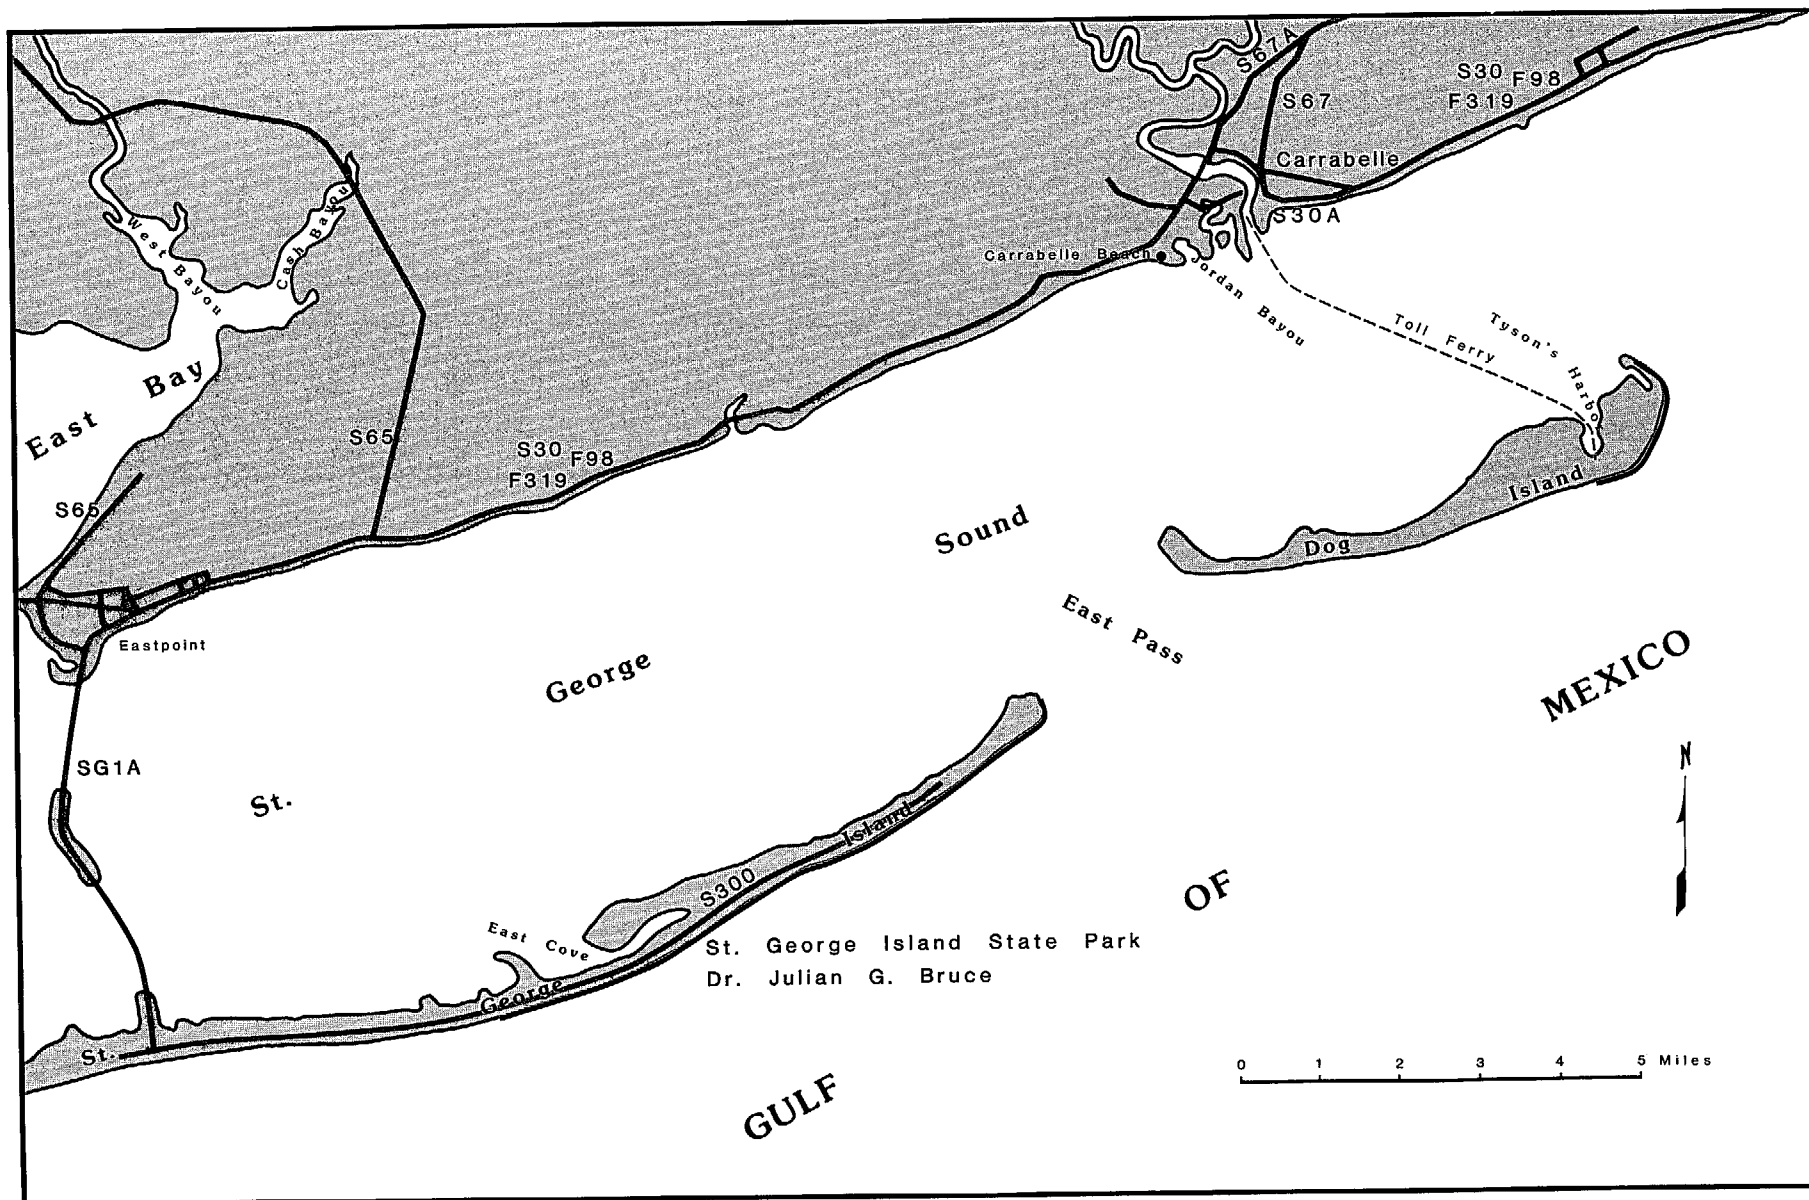 S67A
S30 F98
F319
S67
Carrabelle
S30A
West Bayou
Cash Bayou
Carrabelle Beach
Jordan Bayou
Toll Ferry
Tyson's Harbo
East Bay
S65
S30 F98
F319
S65
Dog Island
St. George Sound
East Pass
Eastpoint
SG1A
GULF OF MEXICO
N
St. George Island
S300
East Cove
St. George Island State Park
Dr. Julian G. Bruce
0 1 2 3 4 5 Miles